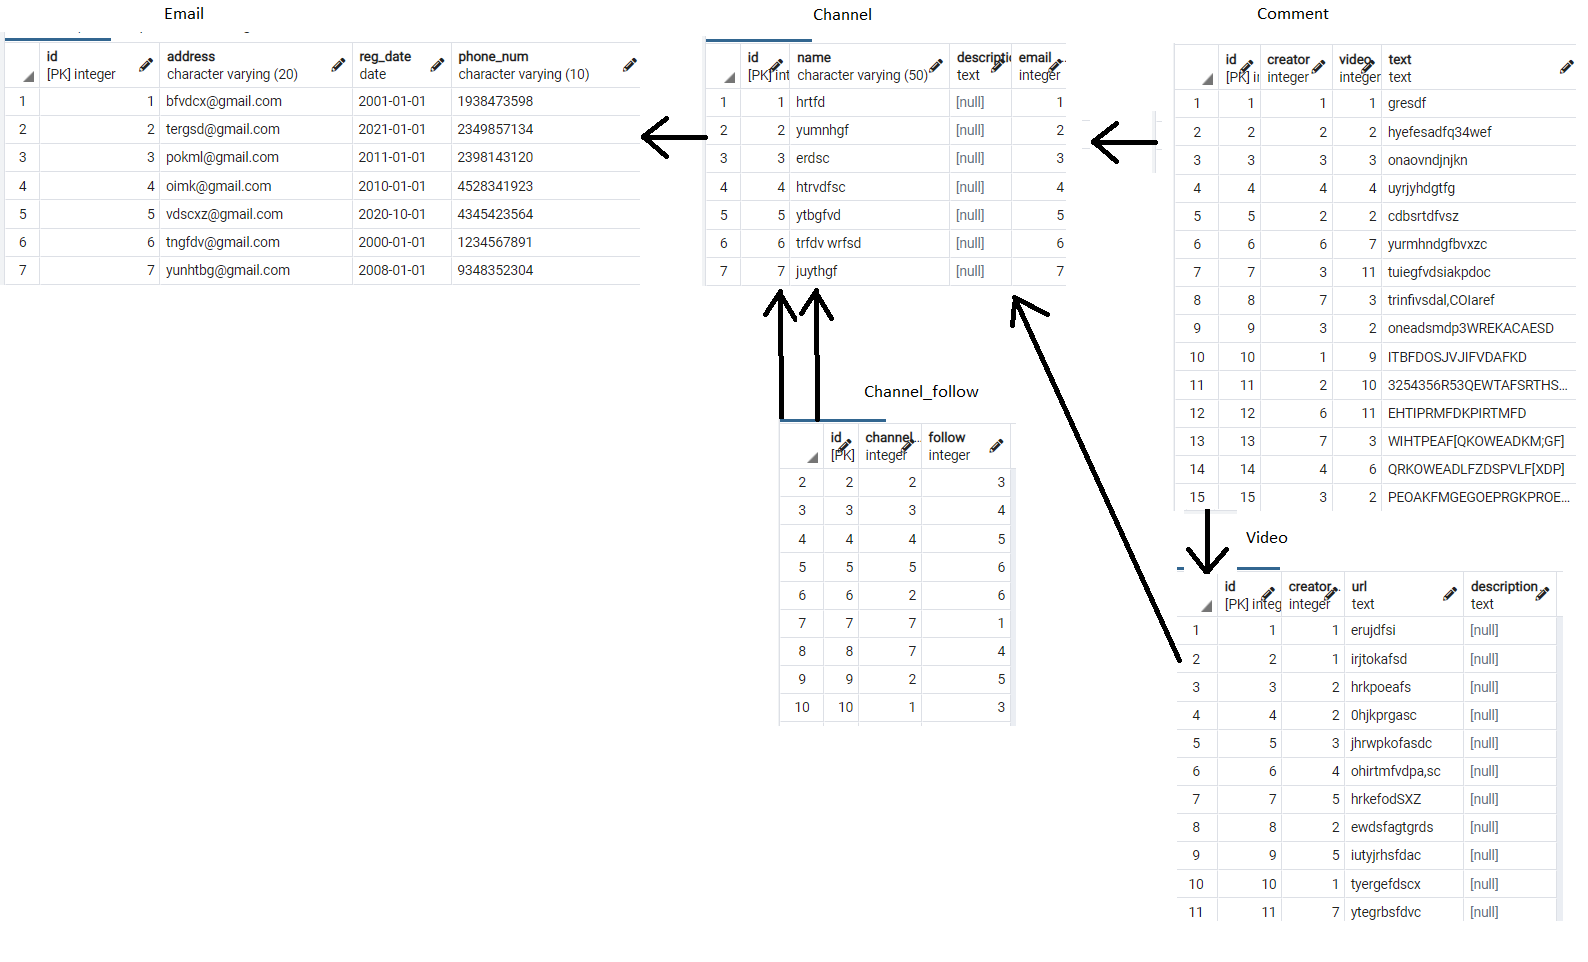 Email
id address reg_date phone_num
[PK] integer character varying (20) date character varying (10)
1 1 bfvdcx@gmail.com 2001-01-01 1938473598
2 2 tergsd@gmail.com 2021-01-01 2349857134
3 3 pokml@gmail.com 2011-01-01 2398143120
4 4 oimk@gmail.com 2010-01-01 4528341923
5 5 vdscxz@gmail.com 2020-10-01 4345423564
6 6 tngfdv@gmail.com 2000-01-01 1234567891
7 7 yunhtbg@gmail.com 2008-01-01 9348352304
Channel
id name descripti email
[PK] int character varying (50) text integer
1 1 hrtfd [null] 1
2 2 yumnhgf [null] 2
3 3 erdsc [null] 3
4 4 htrvdfsc [null] 4
5 5 ytbgfvd [null] 5
6 6 trfdv wrfsd [null] 6
7 7 juythgf [null] 7
Comment
id creator video text
[PK] integer integer text
1 1 1 1 gresdf
2 2 2 2 hyefesadfq34wef
3 3 3 3 onaovndjnjkn
4 4 4 4 uyrjyhdgtfg
5 5 2 2 cdbsrtdfvsz
6 6 6 7 yurmhndgfbvxzc
7 7 3 11 tuiegfvdsiakpdoc
8 8 7 3 trinfivsdal,COIaref
9 9 3 2 oneadsmdp3WREKACAESD
10 10 1 9 ITBFDOSJVJIFVDAFKD
11 11 2 10 3254356R53QEWTAFSRTHS...
12 12 6 11 EHTIPRMFDKPIRTMFD
13 13 7 3 WIHTPEAF[QKOWEADKM;GF]
14 14 4 6 QRKOWEADLFZDSPVLF[XDP]
15 15 3 2 PEOAKFMGEGOEPRGKPROE...
Channel_follow
id channel... follow
[PK] integer integer
2 2 2 3
3 3 3 4
4 4 4 5
5 5 5 6
6 6 2 6
7 7 7 1
8 8 7 4
9 9 2 5
10 10 1 3
Video
id creator url description
[PK] integ integer text text
1 1 1 erujdfsi [null]
2 2 1 irjtokafsd [null]
3 3 2 hrkpoeafs [null]
4 4 2 0hjkprgasc [null]
5 5 3 jhrwpkofasdc [null]
6 6 4 ohirtmfvdpa,sc [null]
7 7 5 hrkefodSXZ [null]
8 8 2 ewdsfagtgrds [null]
9 9 5 iutyjrhsfdac [null]
10 10 1 tyergefdscx [null]
11 11 7 ytegrbsfdvc [null]